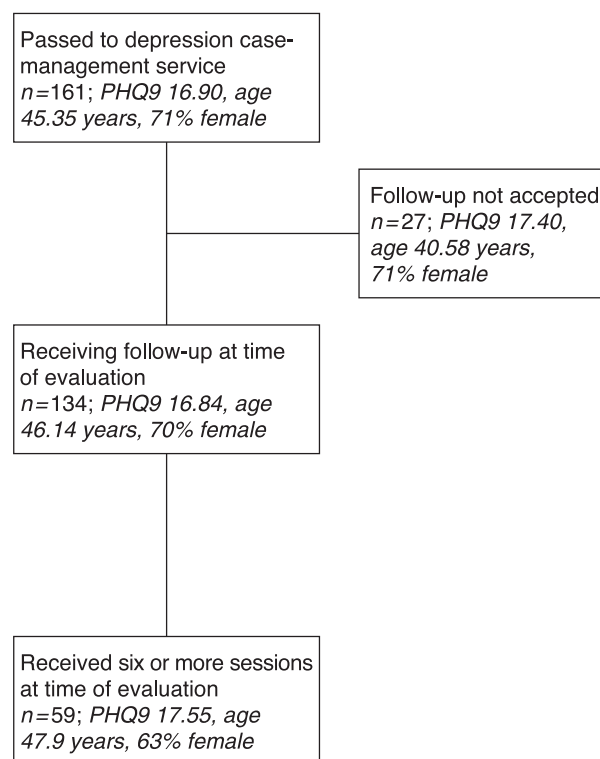 Passed to depression case-
management service
n=161; PHQ9 16.90, age
45.35 years, 71% female
Follow-up not accepted
n=27; PHQ9 17.40,
age 40.58 years,
71% female
Receiving follow-up at time
of evaluation
n=134; PHQ9 16.84, age
46.14 years, 70% female
Received six or more sessions
at time of evaluation
n=59; PHQ9 17.55, age
47.9 years, 63% female